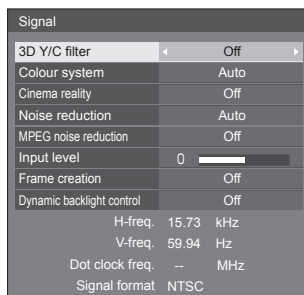 Signal
3D Y/C filter Off
Colour system Auto
Cinema reality Off
Noise reduction Auto
MPEG noise reduction Off
Input level 0
Frame creation Off
Dynamic backlight control Off
H-freq. 15.73 kHz
V-freq. 59.94 Hz
Dot clock freq. -- MHz
Signal format NTSC